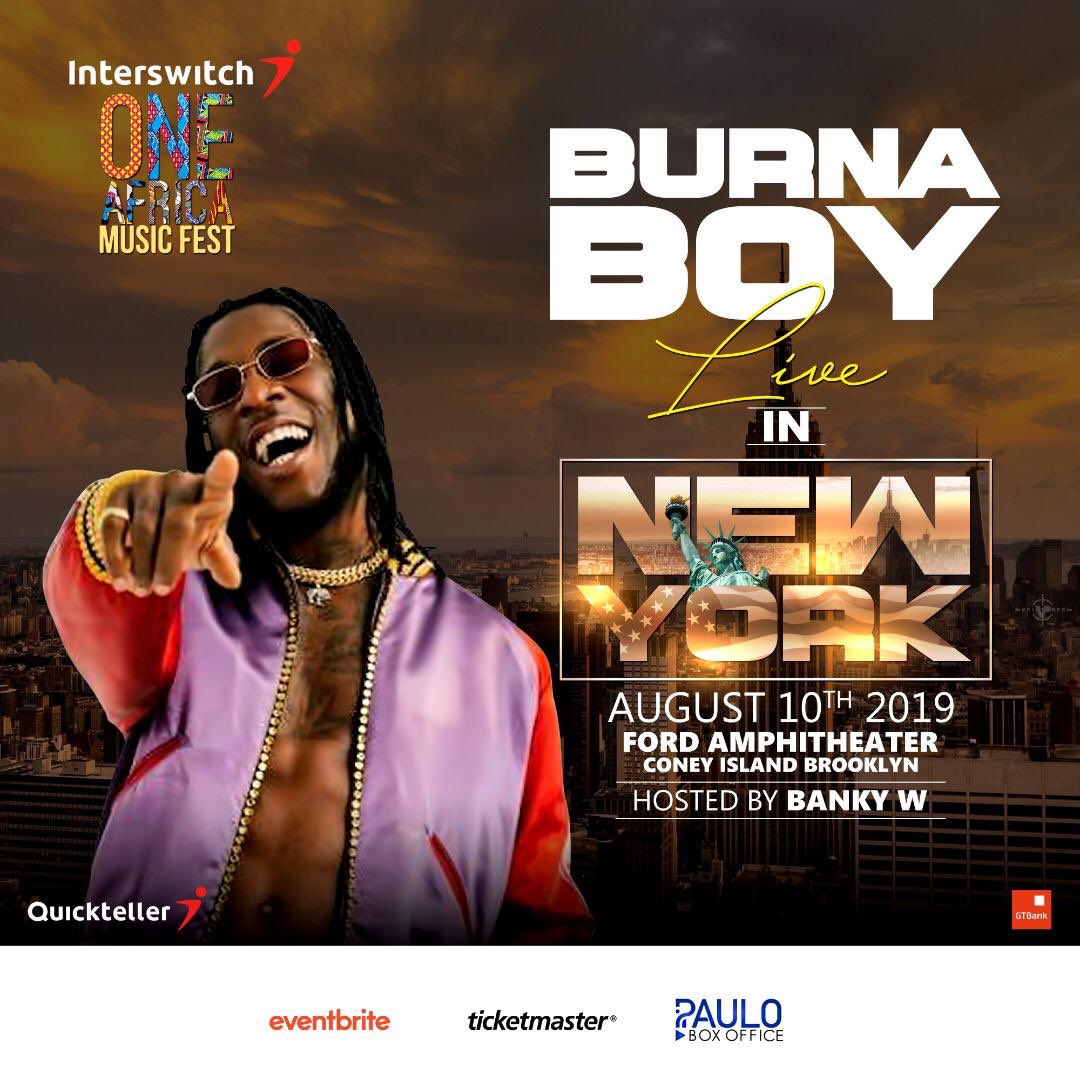 Interswitch
ONE
AFRICA
MUSIC FEST
BURNA
BOY
Live
IN
NEW
YORK
AUGUST 10TH 2019
FORD AMPHITHEATER
CONEY ISLAND BROOKLYN
HOSTED BY BANKY W
Quickteller
GTBank
eventbrite
ticketmaster®
PAULO
BOX OFFICE